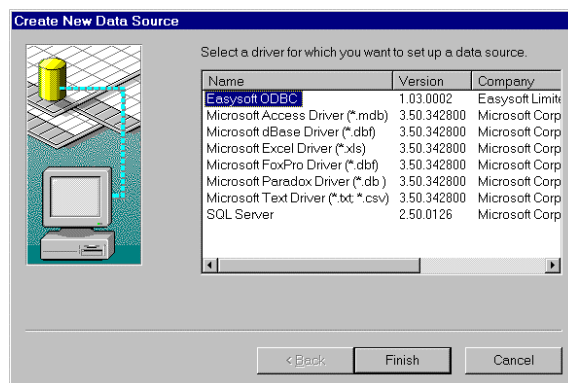 Create New Data Source
Select a driver for which you want to set up a data source.
Name Version Company
Easysoft ODBC 1.03.0002 Easysoft Limite
Microsoft Access Driver (*.mdb) 3.50.342800 Microsoft Corp
Microsoft dBase Driver (*.dbf) 3.50.342800 Microsoft Corp
Microsoft Excel Driver (*.xls) 3.50.342800 Microsoft Corp
Microsoft FoxPro Driver (*.dbf) 3.50.342800 Microsoft Corp
Microsoft Paradox Driver (*.db ) 3.50.342800 Microsoft Corp
Microsoft Text Driver (*.txt; *.csv) 3.50.342800 Microsoft Corp
SQL Server 2.50.0126 Microsoft Corp
< Back Finish Cancel